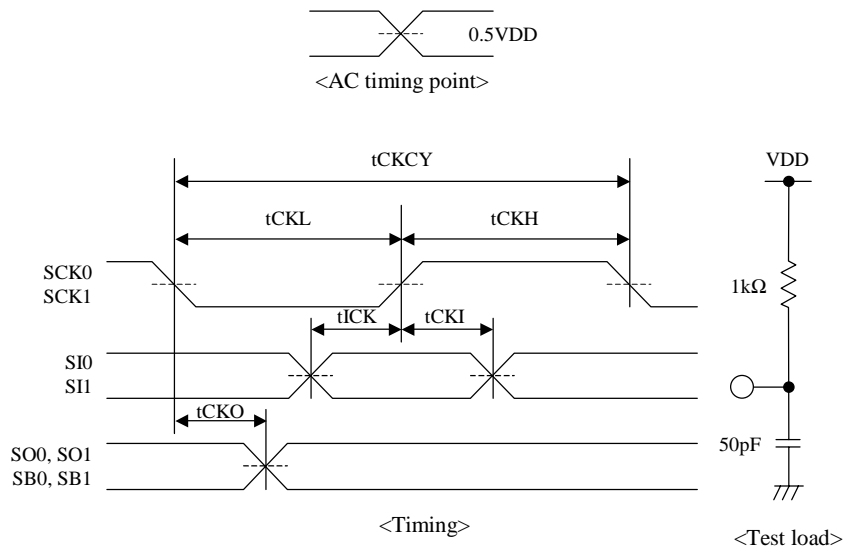 0.5VDD
<AC timing point>
tCKCY
VDD
tCKL
tCKH
SCK0
SCK1
1kΩ
tICK
tCKI
SI0
SI1
tCKO
SO0, SO1
SB0, SB1
50pF
<Timing>
<Test load>